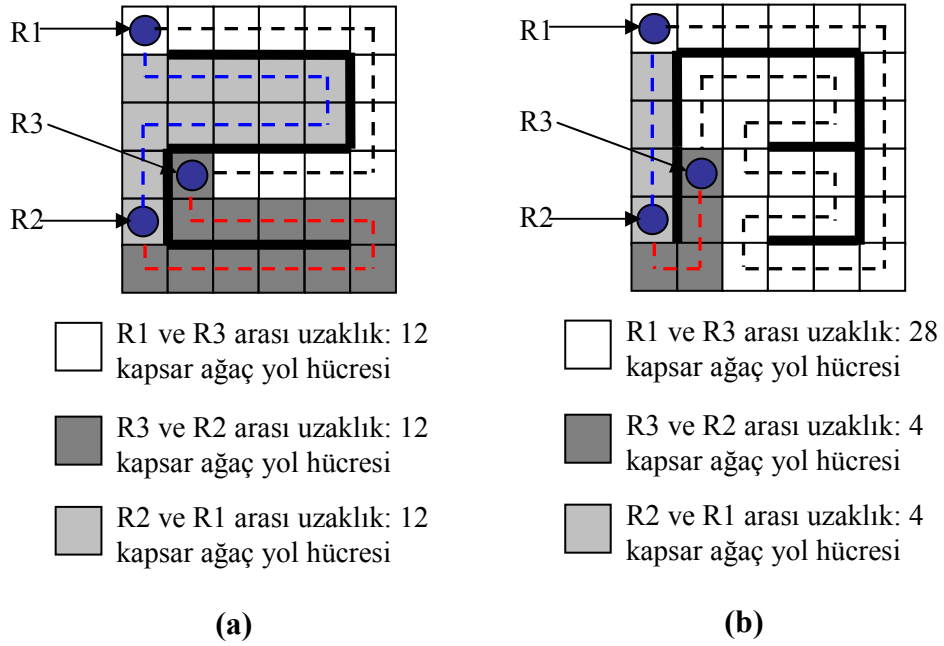 R1
R3
R2
R1 ve R3 arası uzaklık: 12
kapsar ağaç yol hücresi
R3 ve R2 arası uzaklık: 12
kapsar ağaç yol hücresi
R2 ve R1 arası uzaklık: 12
kapsar ağaç yol hücresi
(a)
R1
R3
R2
R1 ve R3 arası uzaklık: 28
kapsar ağaç yol hücresi
R3 ve R2 arası uzaklık: 4
kapsar ağaç yol hücresi
R2 ve R1 arası uzaklık: 4
kapsar ağaç yol hücresi
(b)